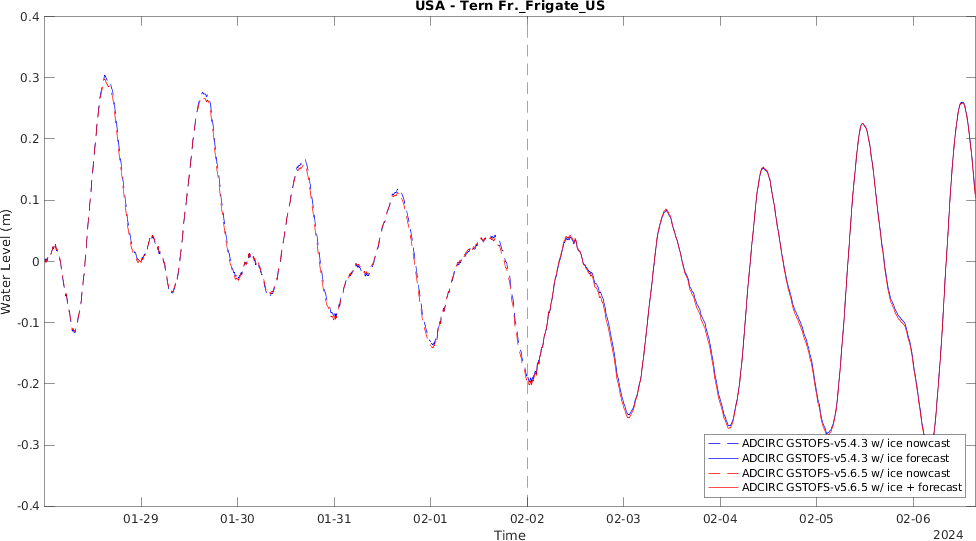 USA - Tern Fr._Frigate_US
0.4
0.3
0.2
0.1
0
-0.1
-0.2
-0.3
-0.4
Water Level (m)
01-29 01-30 01-31 02-01 02-02 02-03 02-04 02-05 02-06
Time
2024
ADCIRC GSTOFS-v5.4.3 w/ ice nowcast
ADCIRC GSTOFS-v5.4.3 w/ ice forecast
ADCIRC GSTOFS-v5.6.5 w/ ice nowcast
ADCIRC GSTOFS-v5.6.5 w/ ice + forecast